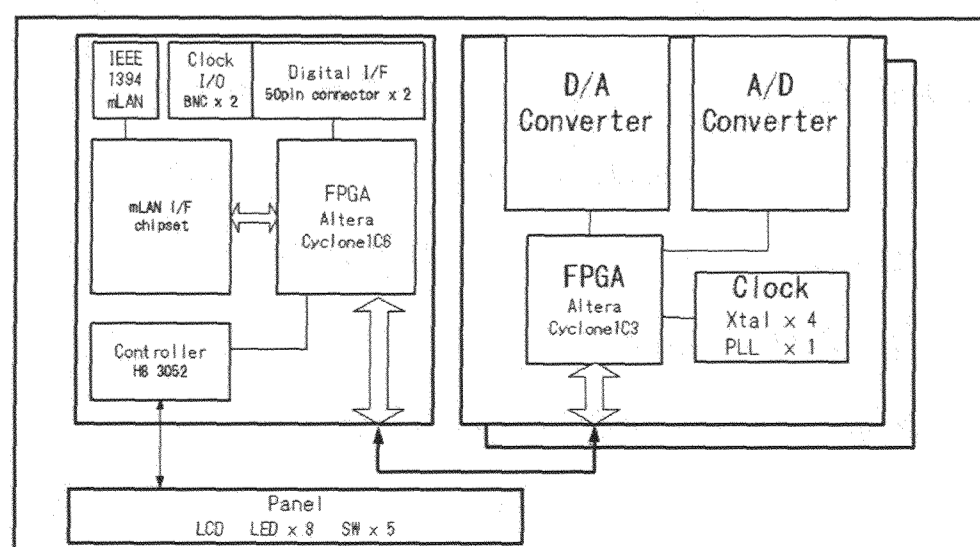 IEEE
1394
mLAN
Clock
I/O
BNC x 2
Digital I/F
50pin connector x 2
mLAN I/F
chipset
FPGA
Altera
Cyclone1C6
Controller
H8 3052
D/A
Converter
A/D
Converter
FPGA
Altera
Cyclone1C3
Clock
Xtal x 4
PLL x 1
Panel
LCD LED x 8 SW x 5